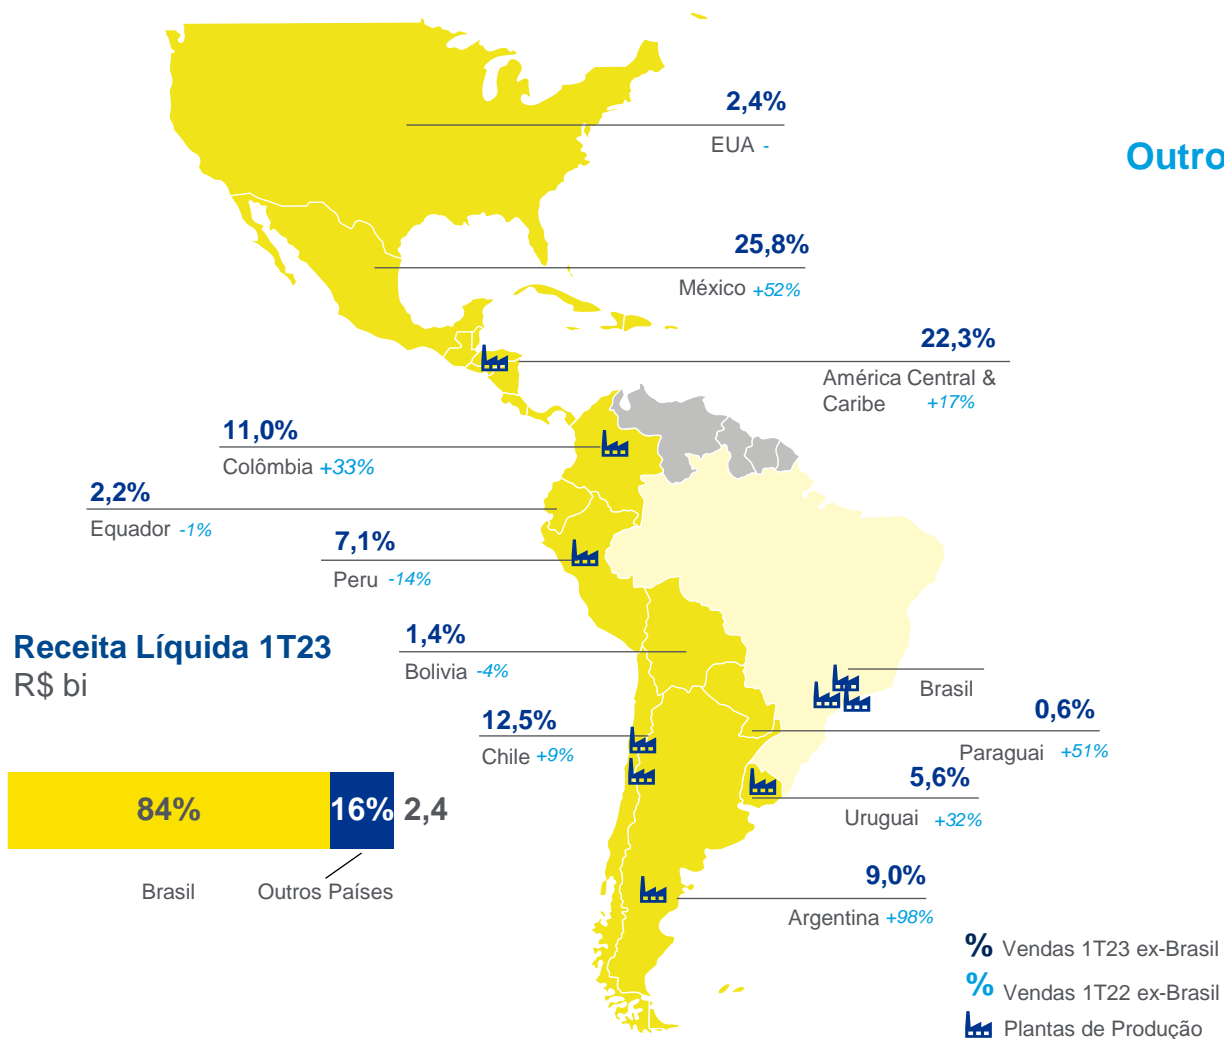 2,4%
EUA -
Outro
25,8%
México +52%
22,3%
América Central &
Caribe +17%
11,0%
Colômbia +33%
2,2%
Equador -1%
7,1%
Peru -14%
Receita Líquida 1T23
R$ bi
1,4%
Bolivia -4%
Brasil
12,5%
Chile +9%
0,6%
Paraguai +51%
5,6%
Uruguai +32%
84% 16% 2,4
Brasil Outros Países
9,0%
Argentina +98%
% Vendas 1T23 ex-Brasil
% Vendas 1T22 ex-Brasil
Plantas de Produção